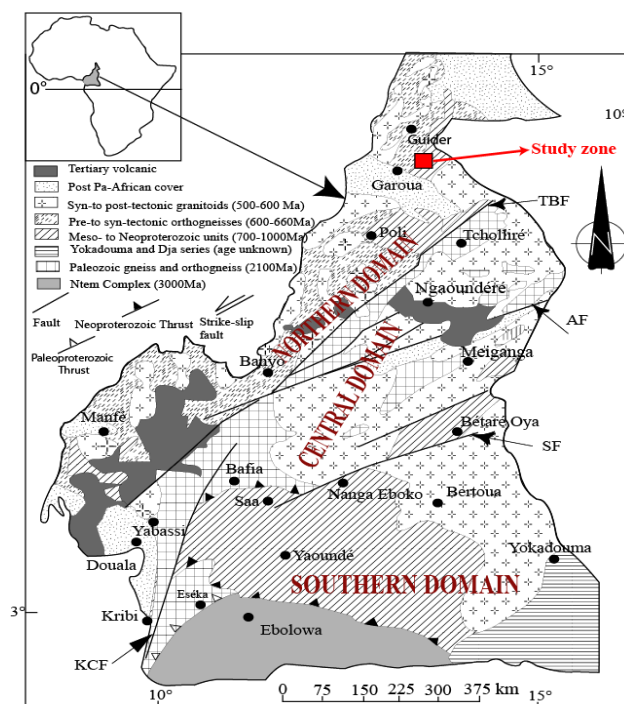 0°
15°
10°
Guider
Study zone
Garoua
TBF
Tertiary volcanic
Post Pa-African cover
Syn-to post-tectonic granitoids (500-600 Ma)
Pre-to syn-tectonic orthogneisses (600-660Ma)
Meso- to Neoproterozoic units (700-1000Ma)
Yokadouma and Dja series (age unknown)
Paleozoic gneiss and orthogneiss (2100Ma)
Ntem Complex (3000Ma)
Fault
Neoproterozoic Thrust
Strike-slip
fault
Paleoproterozoic
Thrust
Poli
Tcholliré
N
NORTHERN DOMAIN
Ngaoundéré
AF
CENTRAL DOMAIN
Meiganga
Banyo
Manfé
Bétaré Oya
SF
Bafia
Saa
Nanga Eboko
Bertoua
Yabassi
Douala
Yaoundé
Yokadouma
SOUTHERN DOMAIN
Eséka
3°
Kribi
Ebolowa
KCF
10°
0 75 150 225 300 375 km
15°